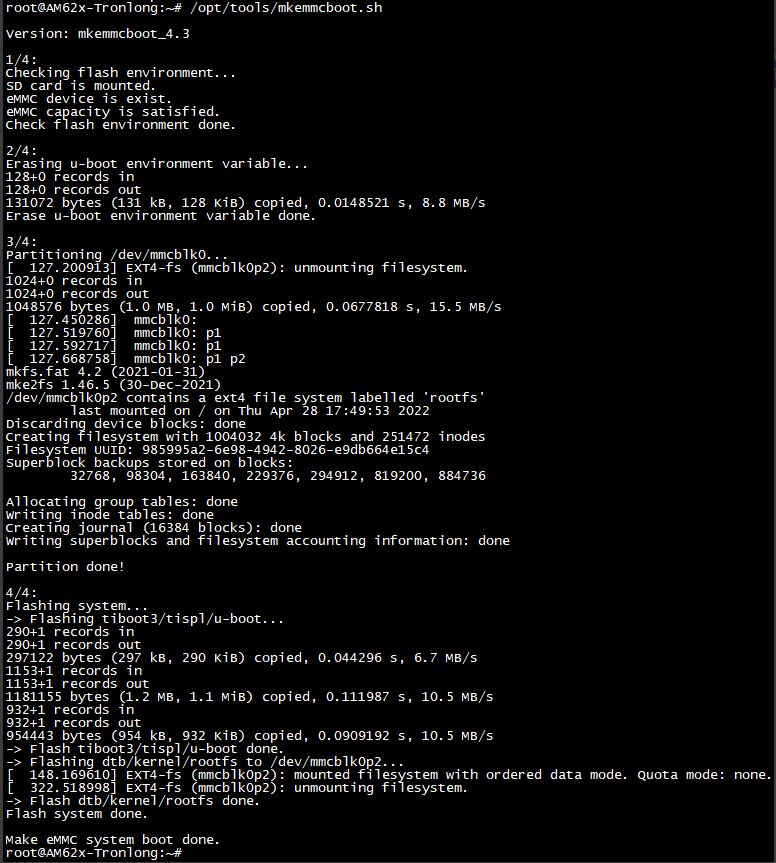 root@AM62x-Tronlong:~# /opt/tools/mkemmcboot.sh
Version: mkemmcboot_4.3
1/4:
Checking flash environment...
SD card is mounted.
eMMC device is exist.
eMMC capacity is satisfied.
Check flash environment done.
2/4:
Erasing u-boot environment variable...
128+0 records in
128+0 records out
131072 bytes (131 kB, 128 KiB) copied, 0.0148521 s, 8.8 MB/s
Erase u-boot environment variable done.
3/4:
Partitioning /dev/mmcblk0...
[  127.200913] EXT4-fs (mmcblk0p2): unmounting filesystem.
1024+0 records in
1024+0 records out
1048576 bytes (1.0 MB, 1.0 MiB) copied, 0.0677818 s, 15.5 MB/s
[  127.450286]  mmcblk0:
[  127.519760]  mmcblk0: p1
[  127.592717]  mmcblk0: p1
[  127.668758]  mmcblk0: p1 p2
mkfs.fat 4.2 (2021-01-31)
mke2fs 1.46.5 (30-Dec-2021)
/dev/mmcblk0p2 contains a ext4 file system labelled 'rootfs'
        last mounted on / on Thu Apr 28 17:49:53 2022
Discarding device blocks: done
Creating filesystem with 1004032 4k blocks and 251472 inodes
Filesystem UUID: 985995a2-6e98-4942-8026-e9db664e15c4
Superblock backups stored on blocks:
        32768, 98304, 163840, 229376, 294912, 819200, 884736
Allocating group tables: done
Writing inode tables: done
Creating journal (16384 blocks): done
Writing superblocks and filesystem accounting information: done
Partition done!
4/4:
Flashing system...
-> Flashing tiboot3/tispl/u-boot...
290+1 records in
290+1 records out
297122 bytes (297 kB, 290 KiB) copied, 0.044296 s, 6.7 MB/s
1153+1 records in
1153+1 records out
1181155 bytes (1.2 MB, 1.1 MiB) copied, 0.111987 s, 10.5 MB/s
932+1 records in
932+1 records out
954443 bytes (954 kB, 932 KiB) copied, 0.0909192 s, 10.5 MB/s
-> Flash tiboot3/tispl/u-boot done.
-> Flashing dtb/kernel/rootfs to /dev/mmcblk0p2...
[  148.169610] EXT4-fs (mmcblk0p2): mounted filesystem with ordered data mode. Quota mode: none.
[  322.518998] EXT4-fs (mmcblk0p2): unmounting filesystem.
-> Flash dtb/kernel/rootfs done.
Flash system done.
Make eMMC system boot done.
root@AM62x-Tronlong:~#